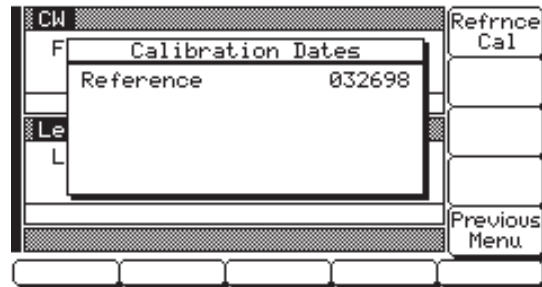 CW
F
Calibration Dates
Reference 032698
Le
L
Refrnce
Cal
Previous
Menu